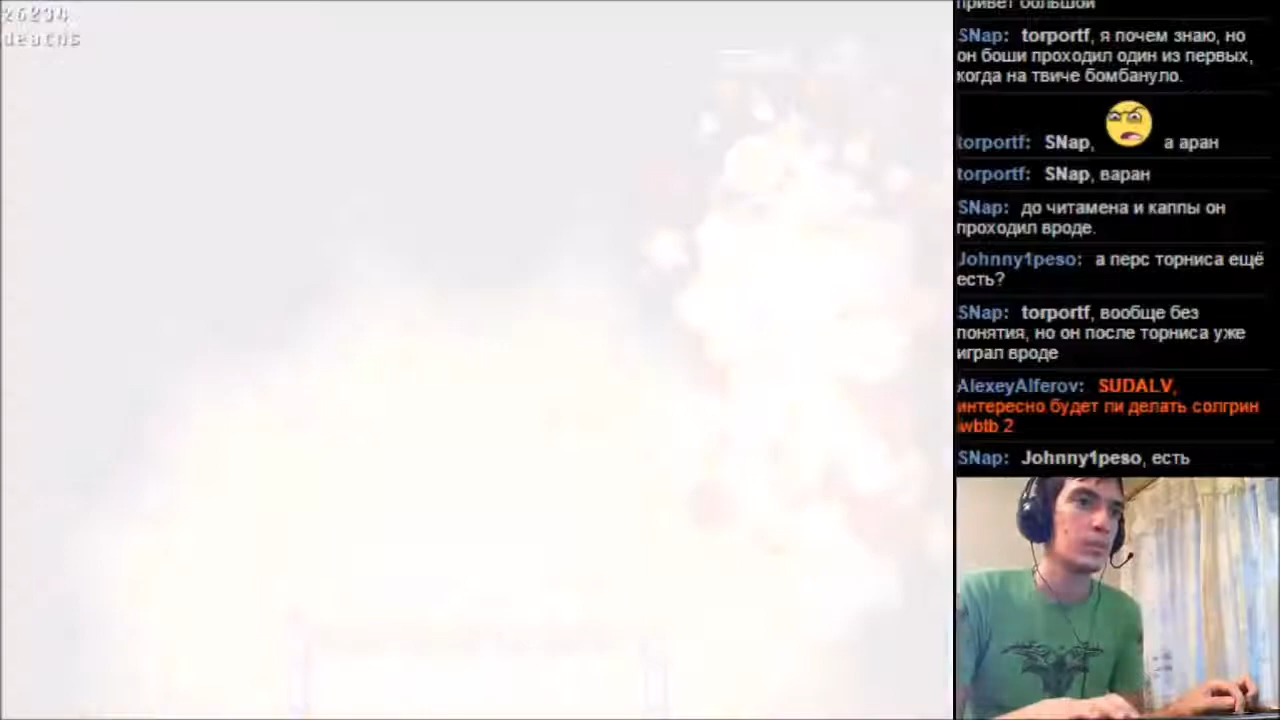 26234
deaths
привет большой
SNap: torportf, я почем знаю, но
он боши проходил один из первых,
когда на твиче бомбануло.
torportf: SNap, а аран
torportf: SNap, варан
SNap: до читамена и каппы он
проходил вроде.
Johnny1peso: а перс торниса ещё
есть?
SNap: torportf, вообще без
понятия, но он после торниса уже
играл вроде
AlexeyAlferov: SUDALV,
интересно будет ли делать солгрин
iwbtb 2
SNap: Johnny1peso, есть